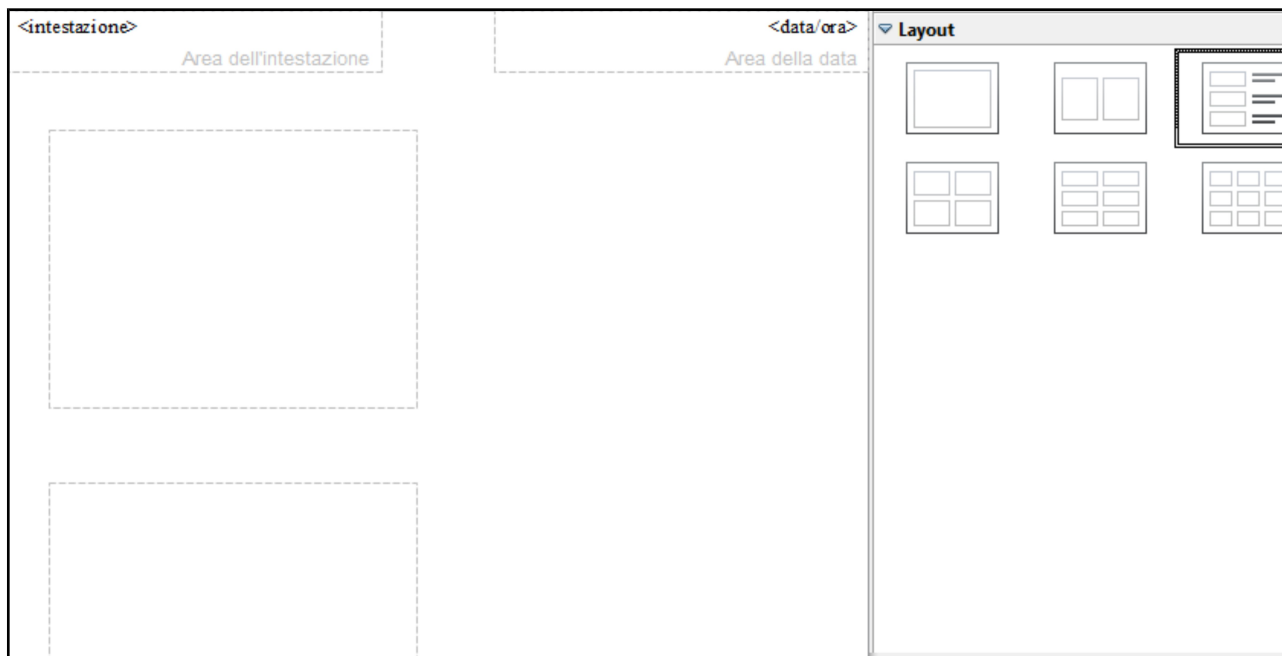 <intestazione>
Area dell'intestazione
<data/ora>
Area della data
Layout